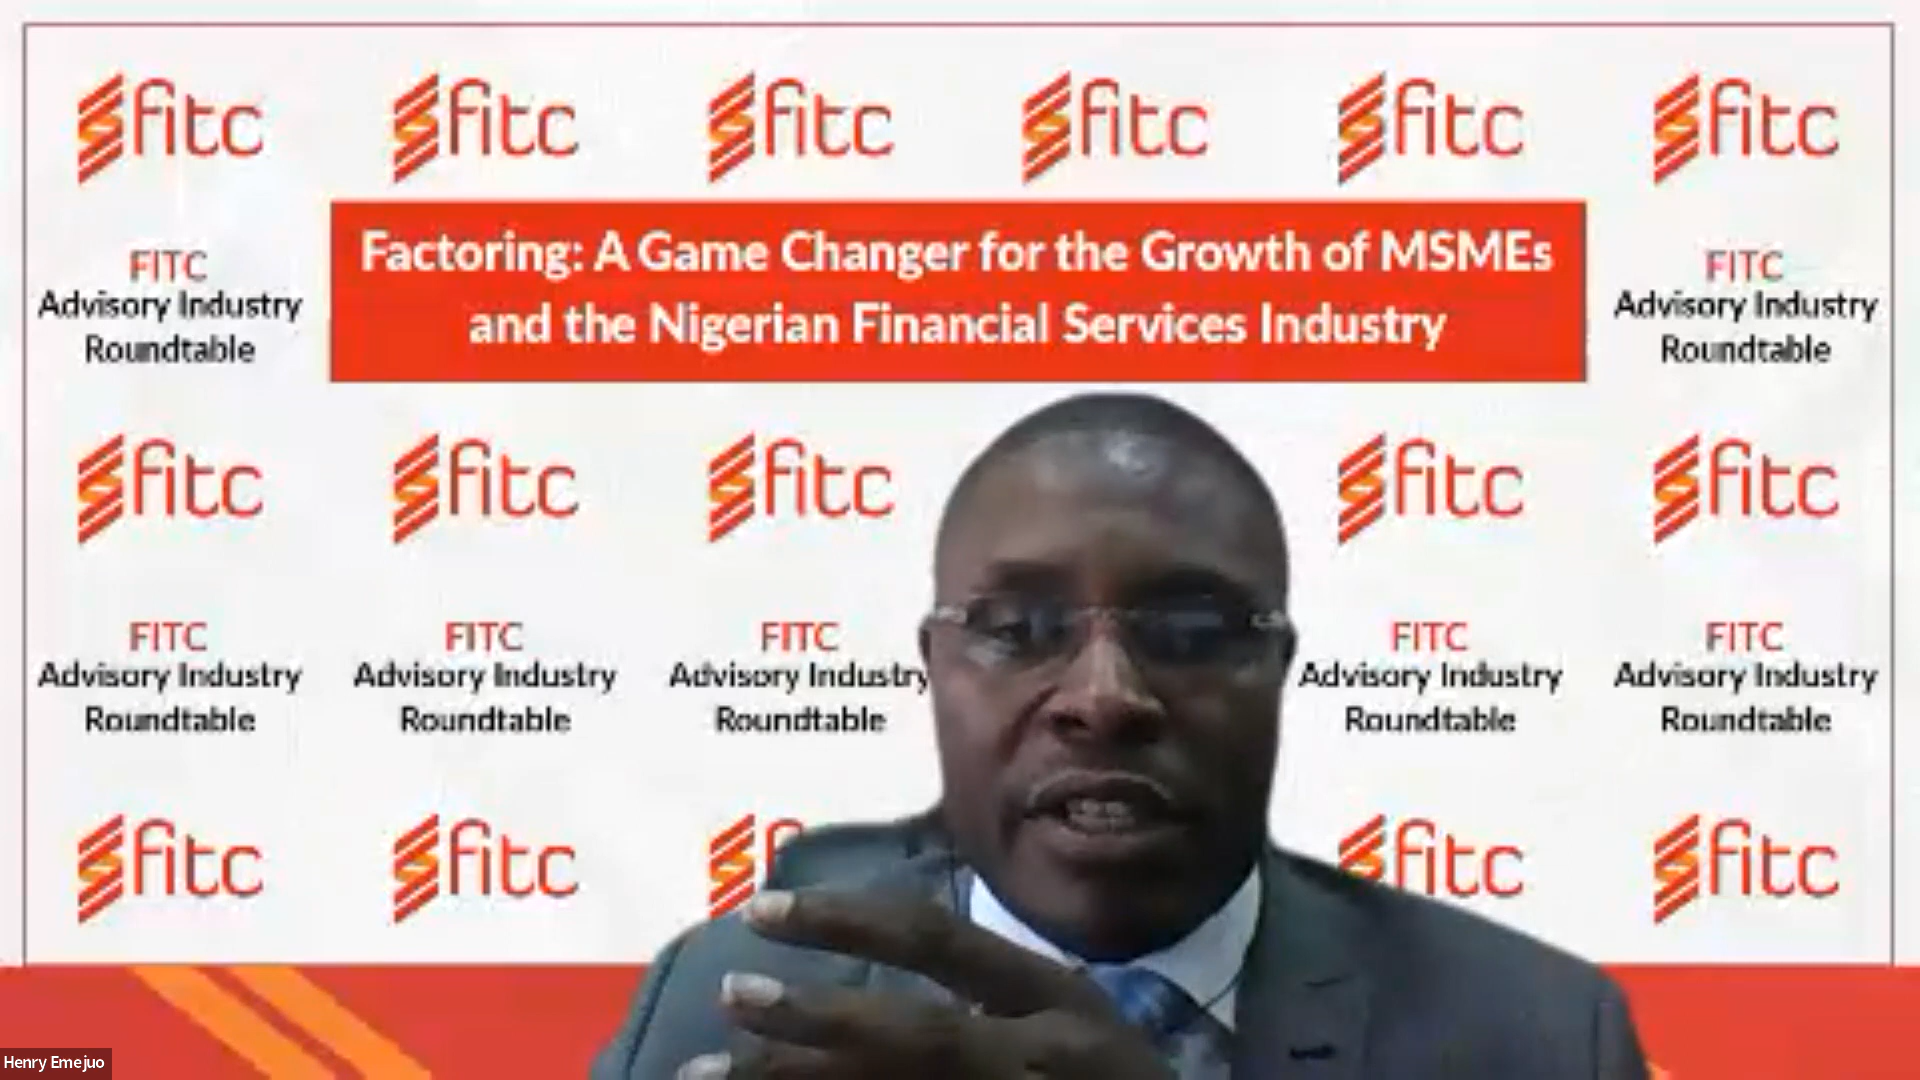 fitc fitc fitc fitc fitc fitc
FITC
Advisory Industry
Roundtable
Factoring: A Game Changer for the Growth of MSMEs
and the Nigerian Financial Services Industry
FITC
Advisory Industry
Roundtable
fitc fitc fitc fitc fitc
FITC
Advisory Industry
Roundtable
FITC
Advisory Industry
Roundtable
FITC
Advisory Industry
Roundtable
FITC
Advisory Industry
Roundtable
FITC
Advisory Industry
Roundtable
fitc fitc f fitc fitc
Henry Emejuo